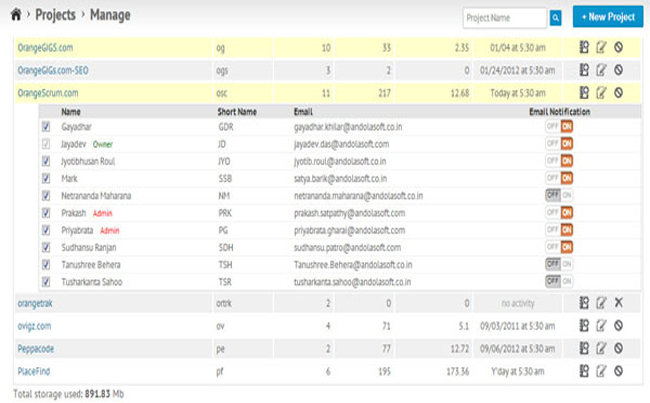 Projects › Manage Project Name + New Project
OrangeGIGS.com og 10 33 2.35 01/04 at 5:30 am
OrangeGIGs.com-SEO ogs 3 2 0 01/24/2012 at 5:30 am
OrangeScrum.com osc 11 217 12.68 Today at 5:30 am
Name Short Name Email Email Notification
Gayadhar GDR gayadhar.khilar@andolasoft.co.in OFF ON
Jayadev Owner JD jayadev.das@andolasoft.com OFF ON
Jyotibhusan Roul JYO jyotib.roul@andolasoft.co.in OFF ON
Mark SSB satya.barik@andolasoft.co.in OFF ON
Netrananda Maharana NM netrananda.maharana@andolasoft.co.in OFF ON
Prakash Admin PRK prakash.satpathy@andolasoft.com OFF ON
Priyabrata Admin PG priyabrata.gharai@andolasoft.com OFF ON
Sudhansu Ranjan SDH sudhansu.patro@andolasoft.com OFF ON
Tanushree Behera TSH Tanushree.Behera@andolasoft.co.in OFF ON
Tusharkanta Sahoo TSR tusharkanta.sahoo@andolasoft.co.in OFF ON
orangetrak ortrk 2 0 0 no activity
ovigz.com ov 4 71 5.1 09/03/2011 at 5:30 am
Peppacode pe 2 77 12.72 09/06/2012 at 5:30 am
PlaceFind pf 6 195 173.36 Y'day at 5:30 am
Total storage used: 891.83 Mb